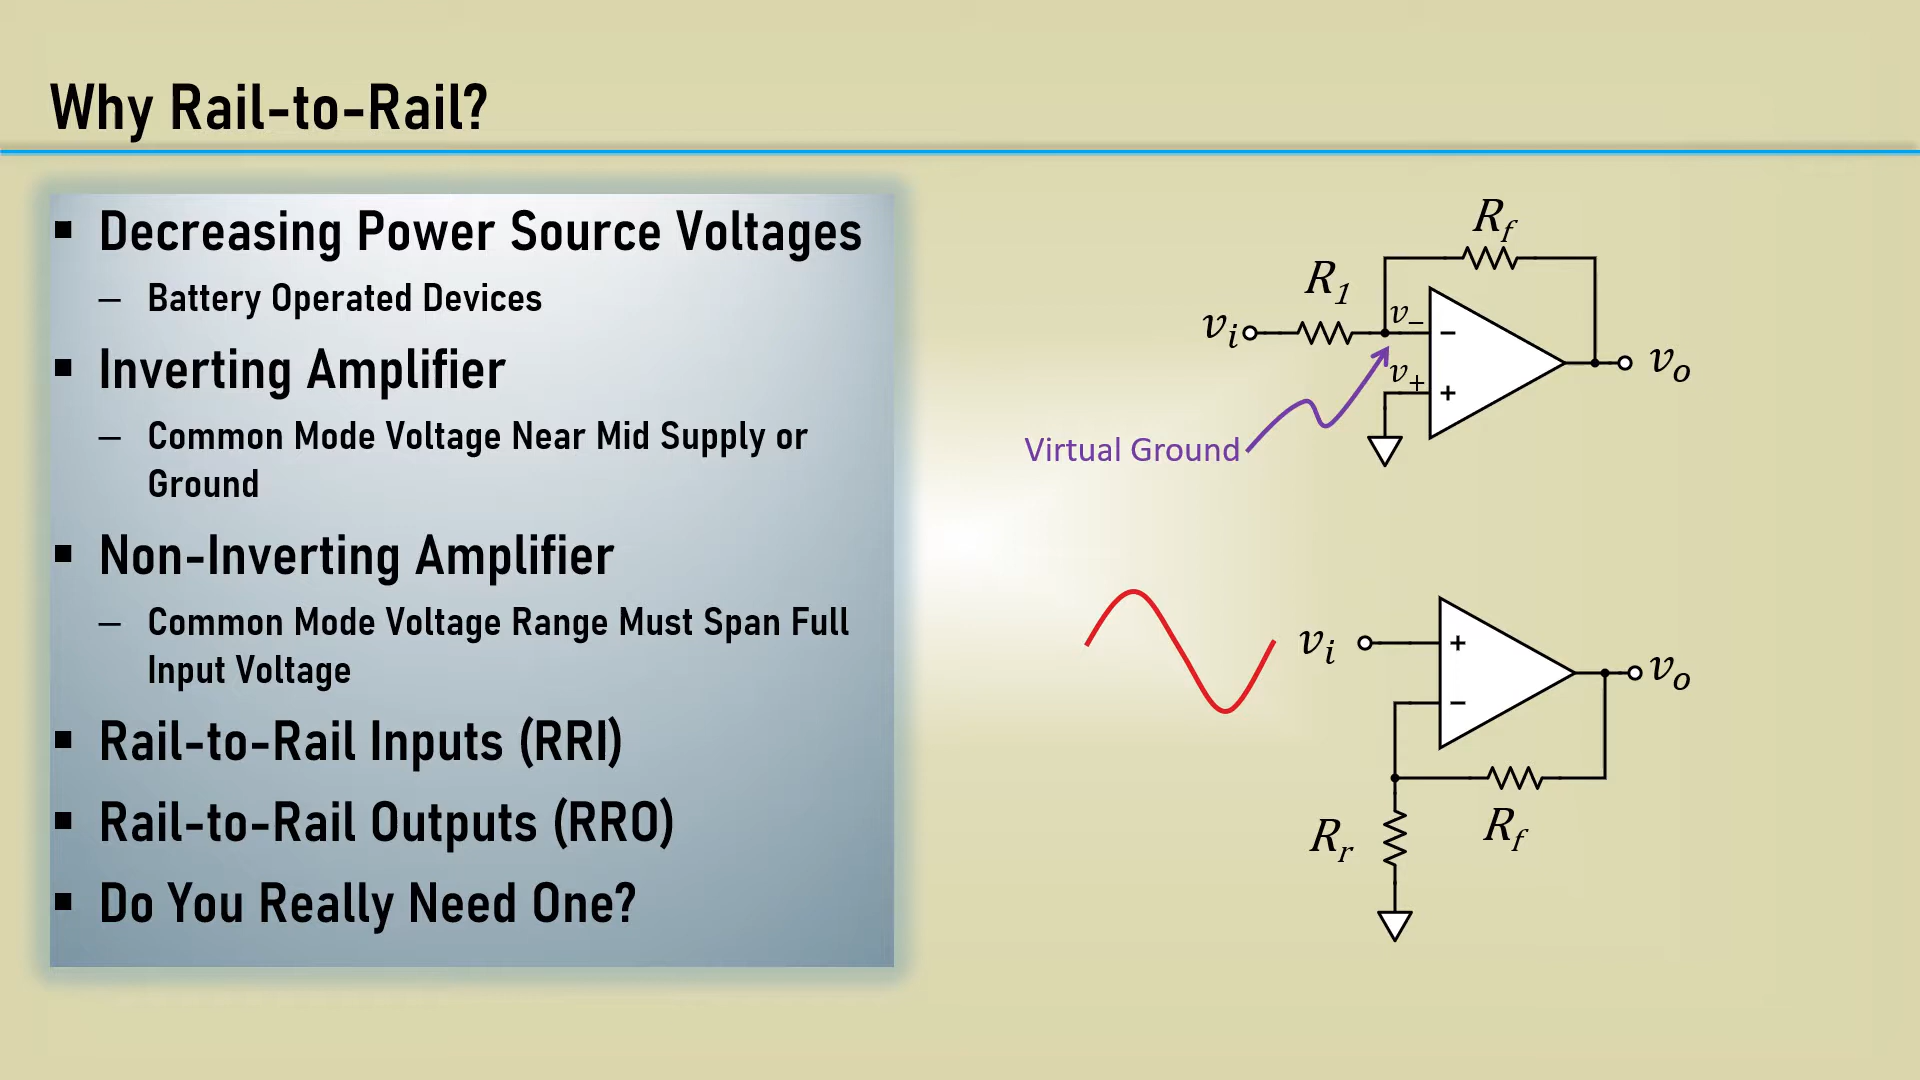 Why Rail-to-Rail?
▪ Decreasing Power Source Voltages
– Battery Operated Devices
▪ Inverting Amplifier
– Common Mode Voltage Near Mid Supply or
Ground
▪ Non-Inverting Amplifier
– Common Mode Voltage Range Must Span Full
Input Voltage
▪ Rail-to-Rail Inputs (RRI)
▪ Rail-to-Rail Outputs (RRO)
▪ Do You Really Need One?
R_f
R_1
v_i
v_−
−
v_+
+
v_o
Virtual Ground
v_i
+
−
v_o
R_r
R_f